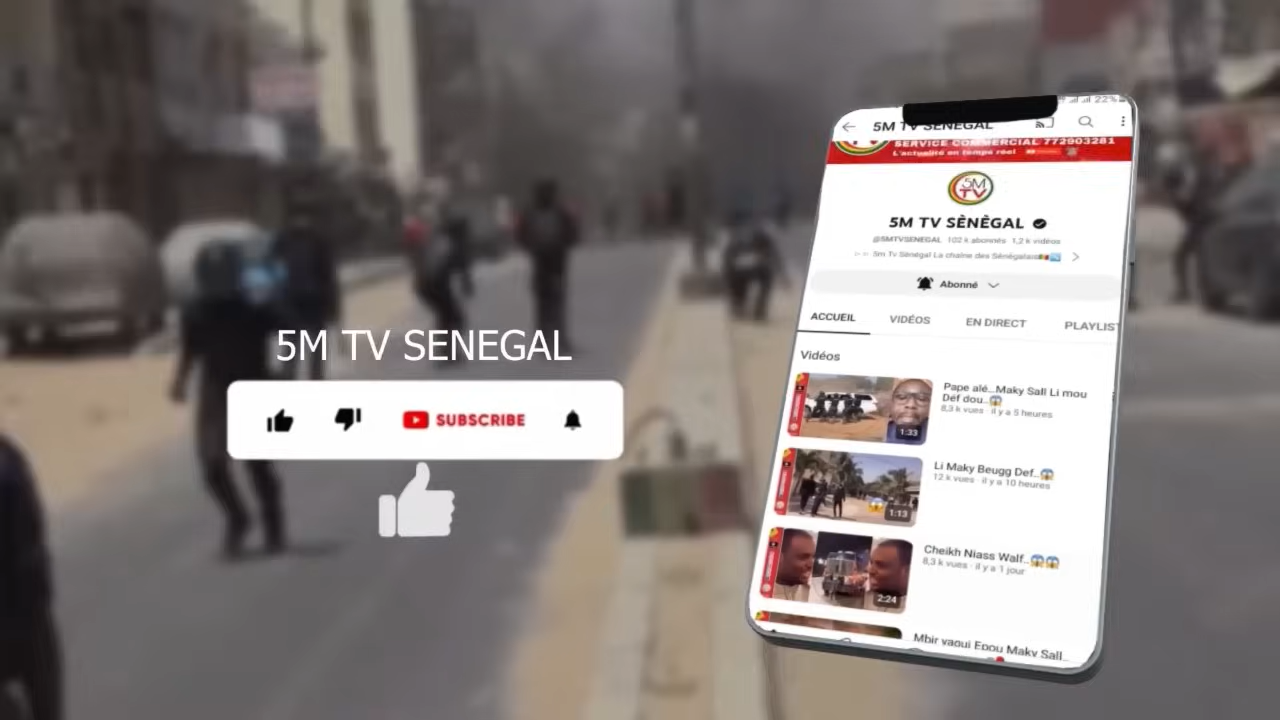 5M TV SENEGAL
SUBSCRIBE
22%
5M TV SENEGAL
SERVICE COMMERCIAL 772903281
L'actualité en temps réel
5M
TV
5M TV SÈNÈGAL
@5MTVSENEGAL 102 k abonnés 1,2 k vidéos
5m Tv Sénégal La chaîne des Sénégalais
Abonné
ACCUEIL VIDÉOS EN DIRECT PLAYLIST
Vidéos
Pape alé...Maky Sall Li mou
Déf dou..😱
8,3 k vues · il y a 5 heures
1:33
Li Maky Beugg Def..😱
12 k vues · il y a 10 heures
1:13
Cheikh Niass Walf..😱😱
8,3 k vues · il y a 1 jour
2:24
Mbir yaqui Epou Maky Sall..